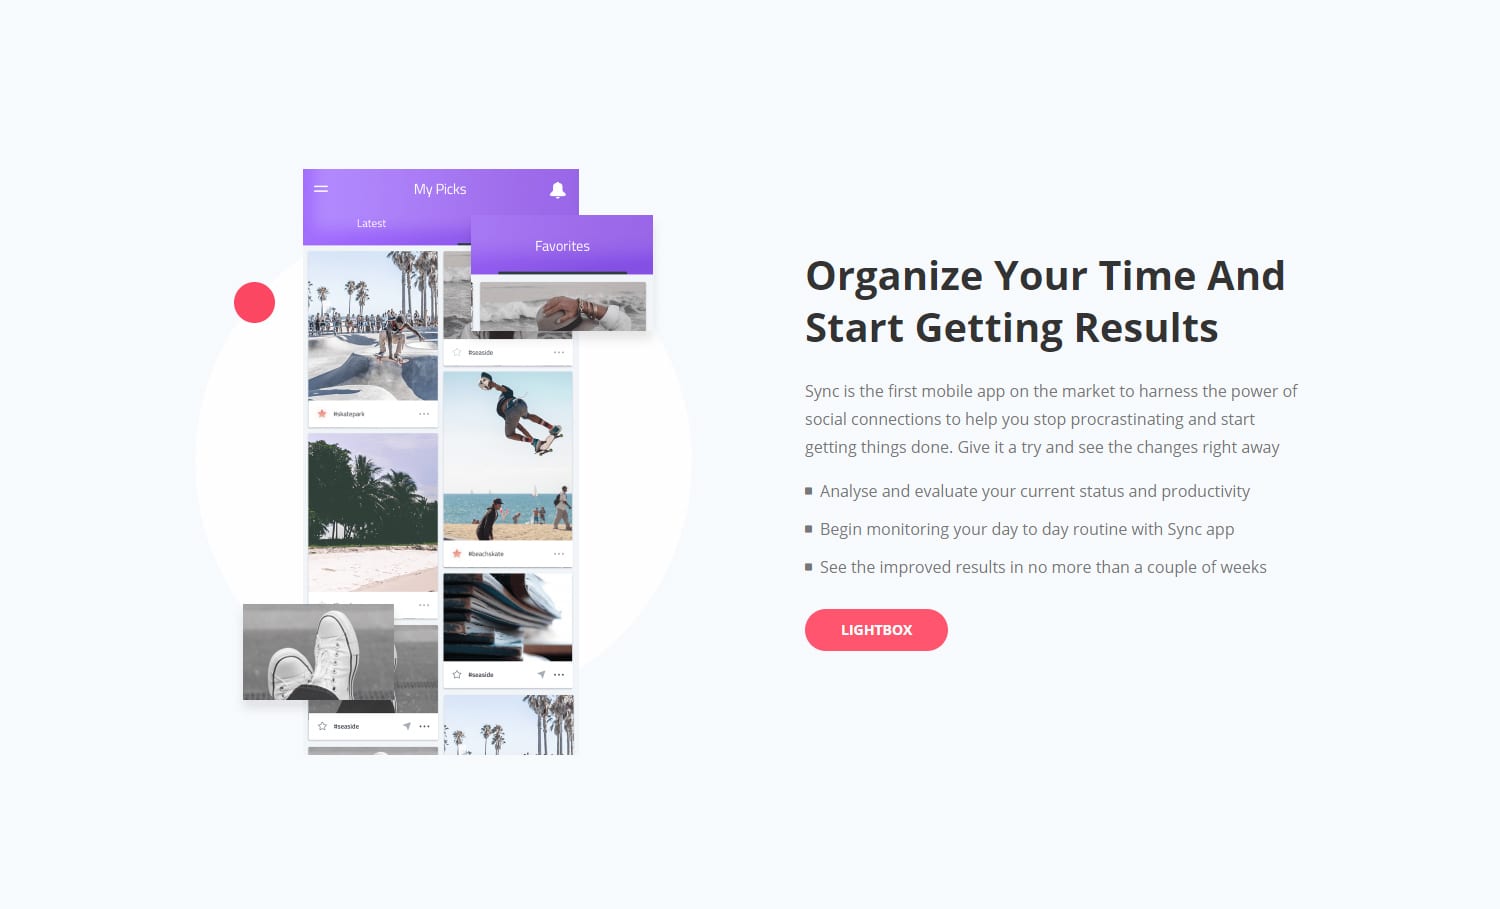 My Picks
Latest
Favorites
#seaside
#skatepark
#beachskate
#seaside
#seaside
Organize Your Time And
Start Getting Results
Sync is the first mobile app on the market to harness the power of
social connections to help you stop procrastinating and start
getting things done. Give it a try and see the changes right away
Analyse and evaluate your current status and productivity
Begin monitoring your day to day routine with Sync app
See the improved results in no more than a couple of weeks
LIGHTBOX